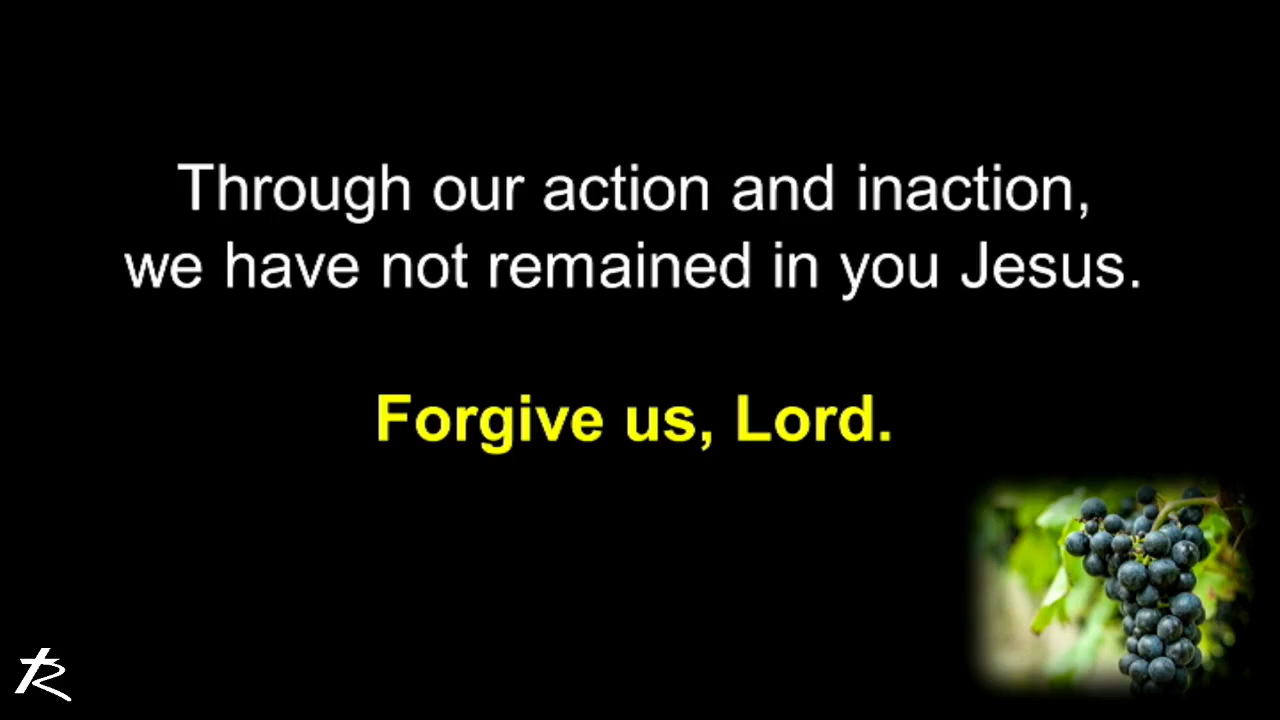 Through our action and inaction,
we have not remained in you Jesus.
Forgive us, Lord.